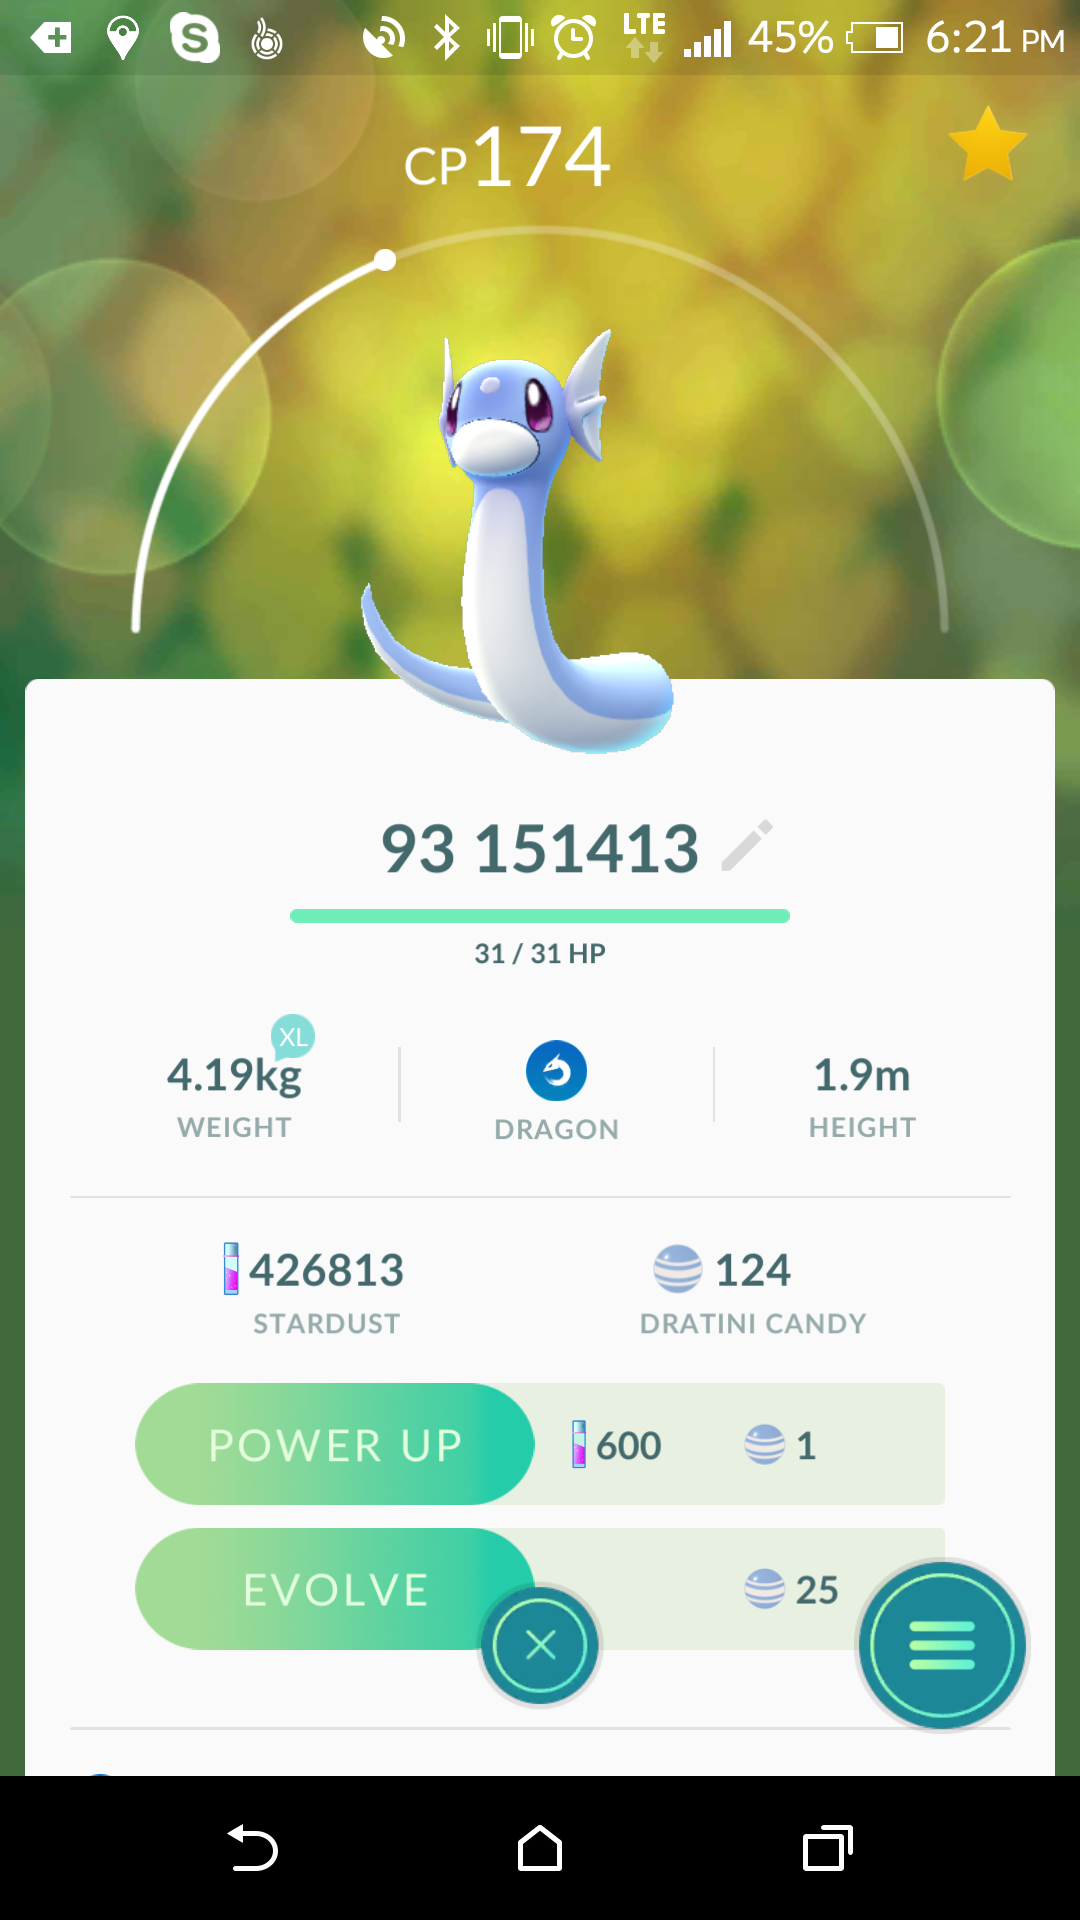 LTE 45% 6:21 PM
CP174
93 151413
31 / 31 HP
XL
4.19kg
WEIGHT
DRAGON
1.9m
HEIGHT
426813
STARDUST
124
DRATINI CANDY
POWER UP 600 1
EVOLVE 25